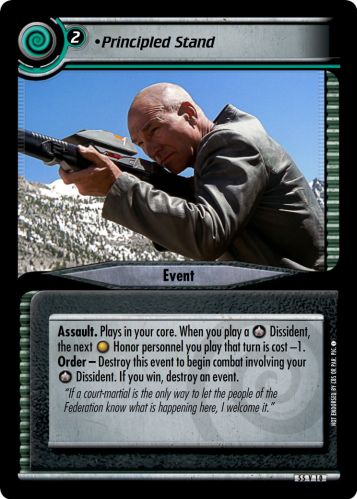 2
•Principled Stand
Event
Assault. Plays in your core. When you play a Dissident,
the next Honor personnel you play that turn is cost –1.
Order – Destroy this event to begin combat involving your
Dissident. If you win, destroy an event.
“If a court-martial is the only way to let the people of the
Federation know what is happening here, I welcome it.”
NOT ENDORSED BY CBS OR PAR. PIC.
55 V 10